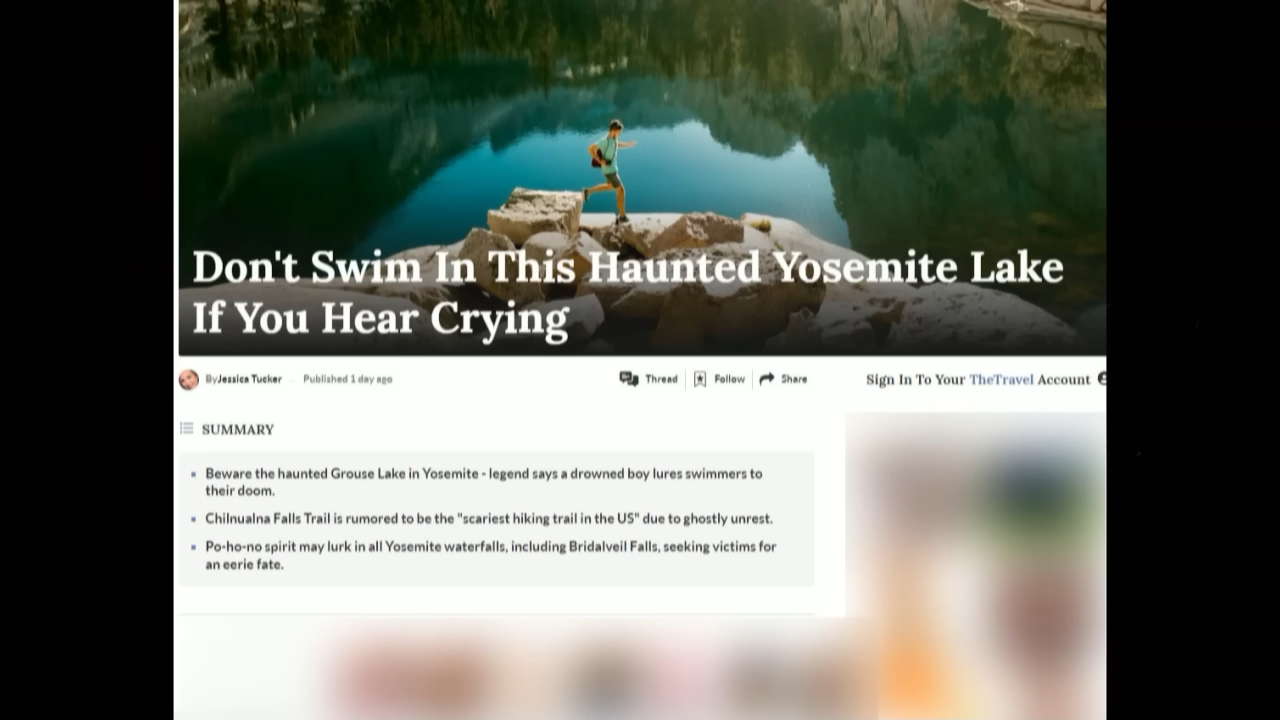 Don't Swim In This Haunted Yosemite Lake
If You Hear Crying
ByJessica Tucker Published 1 day ago Thread Follow Share Sign In To Your TheTravel Account
SUMMARY
Beware the haunted Grouse Lake in Yosemite - legend says a drowned boy lures swimmers to
their doom.
Chilnualna Falls Trail is rumored to be the "scariest hiking trail in the US" due to ghostly unrest.
Po-ho-no spirit may lurk in all Yosemite waterfalls, including Bridalveil Falls, seeking victims for
an eerie fate.